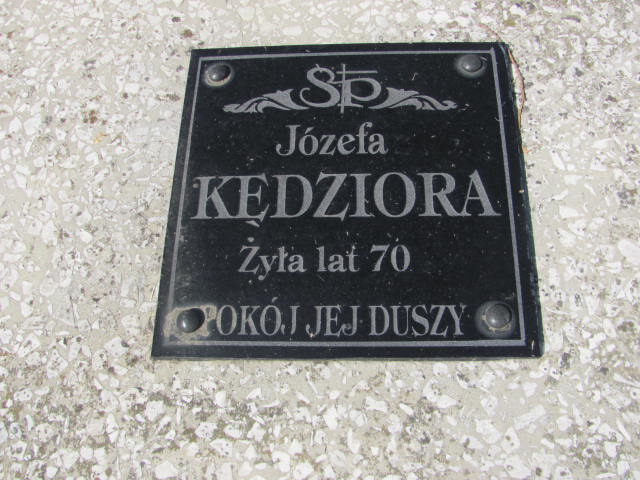 ŚP
Józefa
KĘDZIORA
Żyła lat 70
POKÓJ JEJ DUSZY